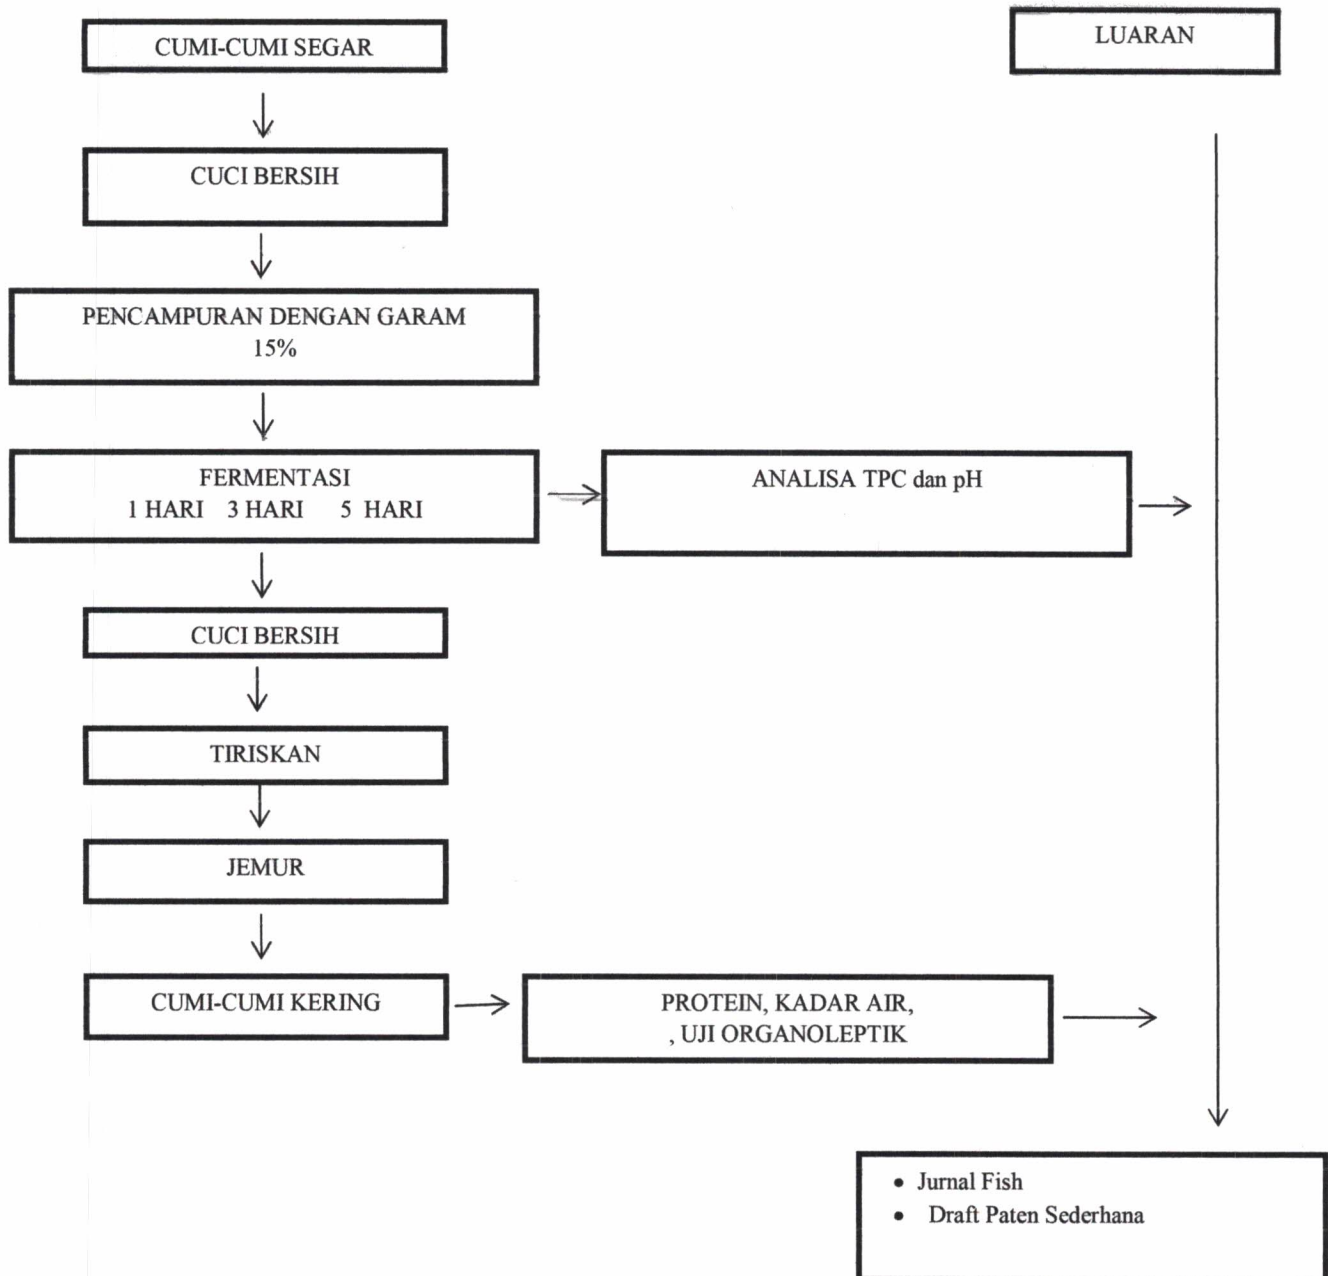 CUMI-CUMI SEGAR
LUARAN
CUCI BERSIH
PENCAMPURAN DENGAN GARAM
15%
FERMENTASI
1 HARI 3 HARI 5 HARI
ANALISA TPC dan pH
CUCI BERSIH
TIRISKAN
JEMUR
CUMI-CUMI KERING
PROTEIN, KADAR AIR,
, UJI ORGANOLEPTIK
• Jurnal Fish
• Draft Paten Sederhana